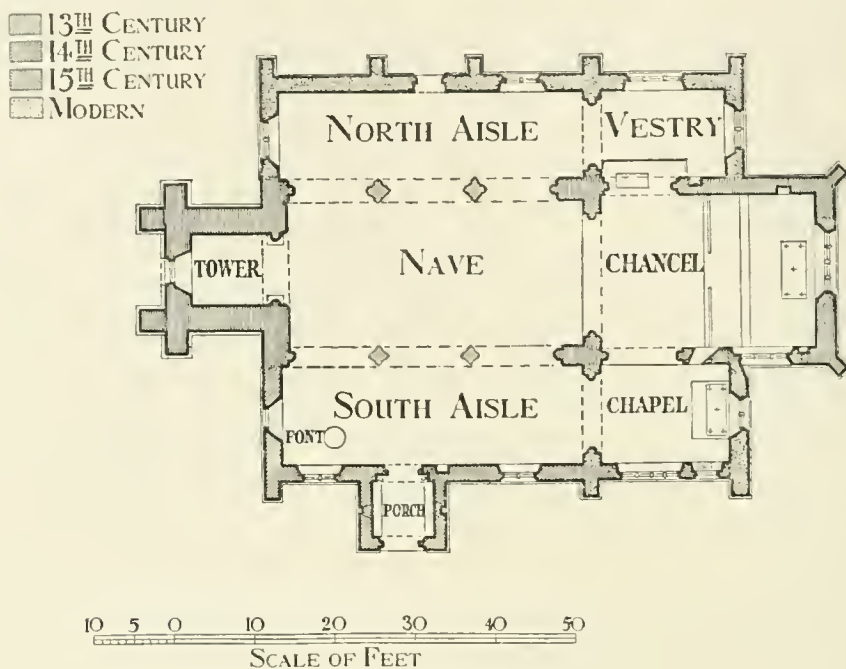 13TH CENTURY
14TH CENTURY
15TH CENTURY
MODERN
NORTH AISLE
VESTRY
TOWER
NAVE
CHANCEL
SOUTH AISLE
CHAPEL
FONT
PORCH
10 5 0 10 20 30 40 50
SCALE OF FEET